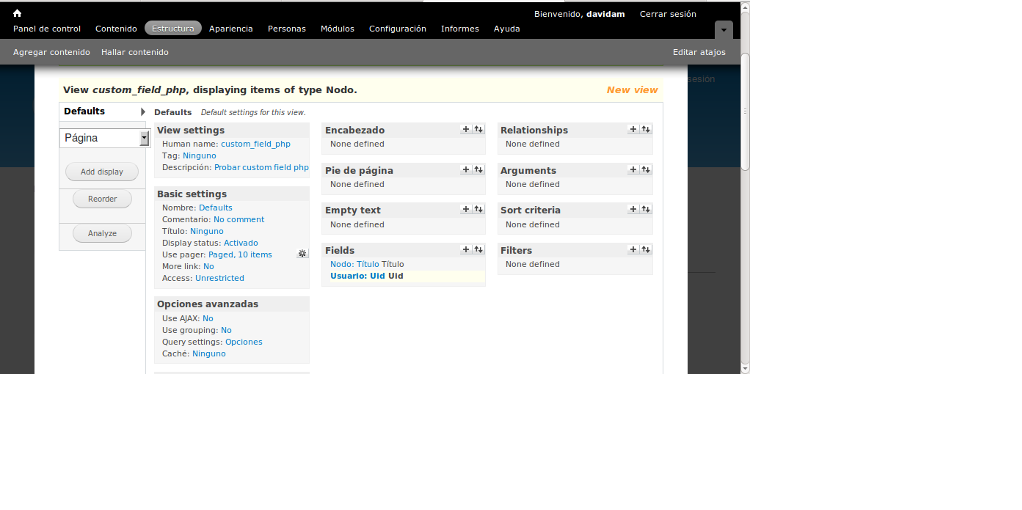 Bienvenido, davidam Cerrar sesión
Panel de control Contenido Estructura Apariencia Personas Módulos Configuración Informes Ayuda
Agregar contenido Hallar contenido Editar atajos
sesión
View custom_field_php, displaying items of type Nodo. New view
Defaults
Página
Add display
Reorder
Analyze
Defaults Default settings for this view.
View settings
Human name: custom_field_php
Tag: Ninguno
Descripción: Probar custom field php
Basic settings
Nombre: Defaults
Comentario: No comment
Título: Ninguno
Display status: Activado
Use pager: Paged, 10 items
More link: No
Access: Unrestricted
Opciones avanzadas
Use AJAX: No
Use grouping: No
Query settings: Opciones
Caché: Ninguno
Encabezado
None defined
Pie de página
None defined
Empty text
None defined
Fields
Nodo: Título Título
Usuario: Uid Uid
Relationships
None defined
Arguments
None defined
Sort criteria
None defined
Filters
None defined